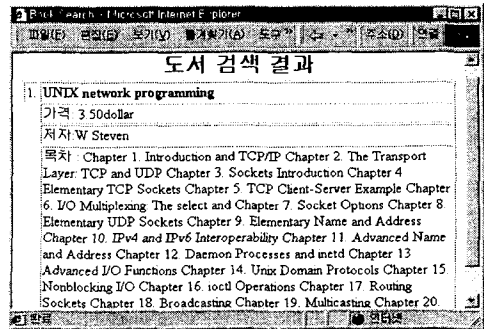 Search - Microsoft Internet Explorer
파일(F) 편집(E) 보기(V) 즐겨찾기(A) 도구 » 주소(D) 연결
도서 검색 결과
1. UNIX network programming
가격 : 3 50dollar
저자:W Steven
목차 : Chapter 1. Introduction and TCP/IP Chapter 2. The Transport
Layer: TCP and UDP Chapter 3. Sockets Introduction Chapter 4
Elementary TCP Sockets Chapter 5. TCP Client-Server Example Chapter
6. I/O Multiplexing: The select and Chapter 7. Socket Options Chapter 8.
Elementary UDP Sockets Chapter 9. Elementary Name and Address
Chapter 10. IPv4 and IPv6 Interoperability Chapter 11. Advanced Name
and Address Chapter 12. Daemon Processes and inetd Chapter 13
Advanced I/O Functions Chapter 14. Unix Domain Protocols Chapter 15.
Nonblocking I/O Chapter 16. ioctl Operations Chapter 17. Routing
Sockets Chapter 18. Broadcasting Chapter 19. Multicasting Chapter 20.
완료 인터넷